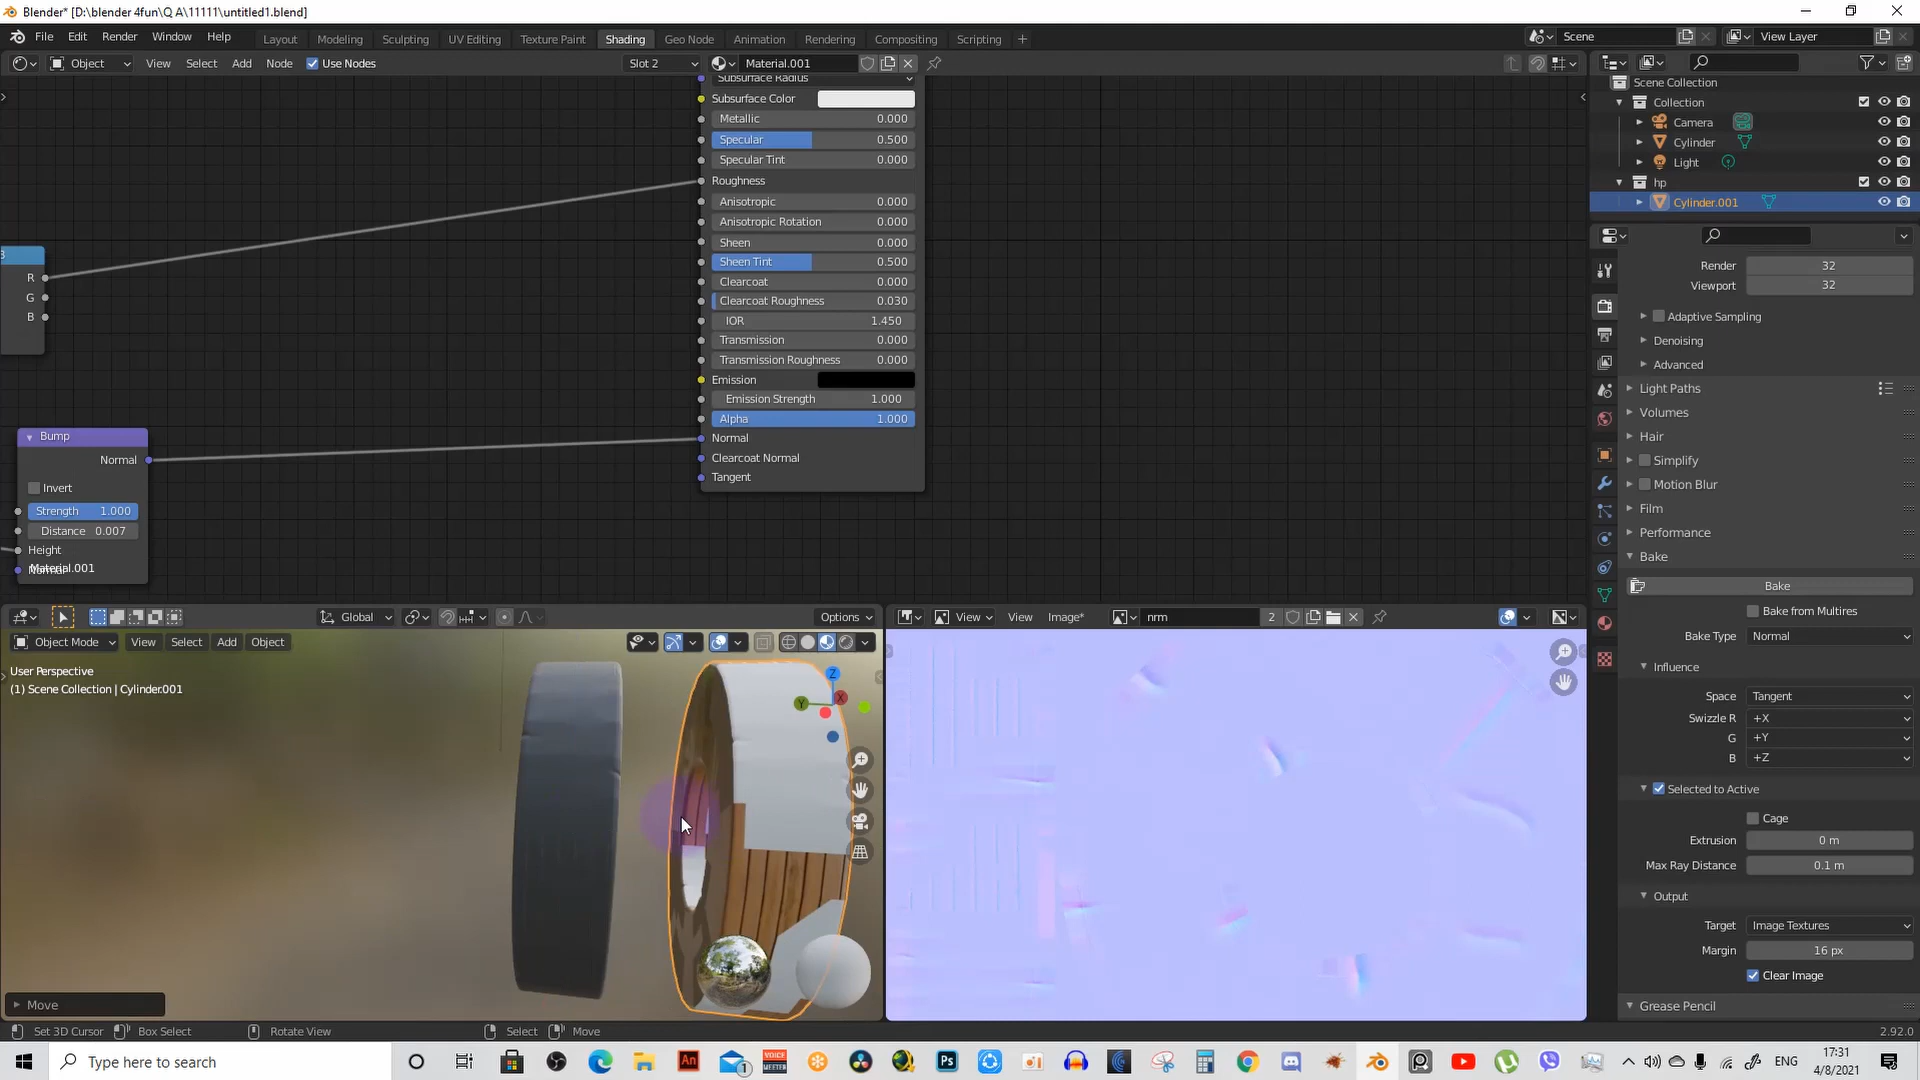 Blender* [D:\blender 4fun\Q A\11111\untitled1.blend]
File Edit Render Window Help
Layout Modeling Sculpting UV Editing Texture Paint Shading Geo Node Animation Rendering Compositing Scripting +
Scene View Layer
Object View Select Add Node Use Nodes Slot 2 Material.001
Subsurface Radius
Subsurface Color
Metallic 0.000
Specular 0.500
Specular Tint 0.000
Roughness
Anisotropic 0.000
Anisotropic Rotation 0.000
Sheen 0.000
Sheen Tint 0.500
Clearcoat 0.000
Clearcoat Roughness 0.030
IOR 1.450
Transmission 0.000
Transmission Roughness 0.000
Emission
Emission Strength 1.000
Alpha 1.000
Normal
Clearcoat Normal
Tangent
R
G
B
Bump
Normal
Invert
Strength 1.000
Distance 0.007
Height
Material.001
Scene Collection
Collection
Camera
Cylinder
Light
hp
Cylinder.001
Render 32
Viewport 32
Adaptive Sampling
Denoising
Advanced
Light Paths
Volumes
Hair
Simplify
Motion Blur
Film
Performance
Bake
Bake
Bake from Multires
Bake Type Normal
Influence
Space Tangent
Swizzle R +X
G +Y
B +Z
Selected to Active
Cage
Extrusion 0 m
Max Ray Distance 0.1 m
Output
Target Image Textures
Margin 16 px
Clear Image
Grease Pencil
Global Options
Object Mode View Select Add Object
User Perspective
(1) Scene Collection | Cylinder.001
Z
X
Y
Move
View View Image* nrm 2
Set 3D Cursor Box Select Rotate View Select Move 2.92.0
Type here to search
An
1
VOICE
MEETER
Ps
ENG
17:31
4/8/2021